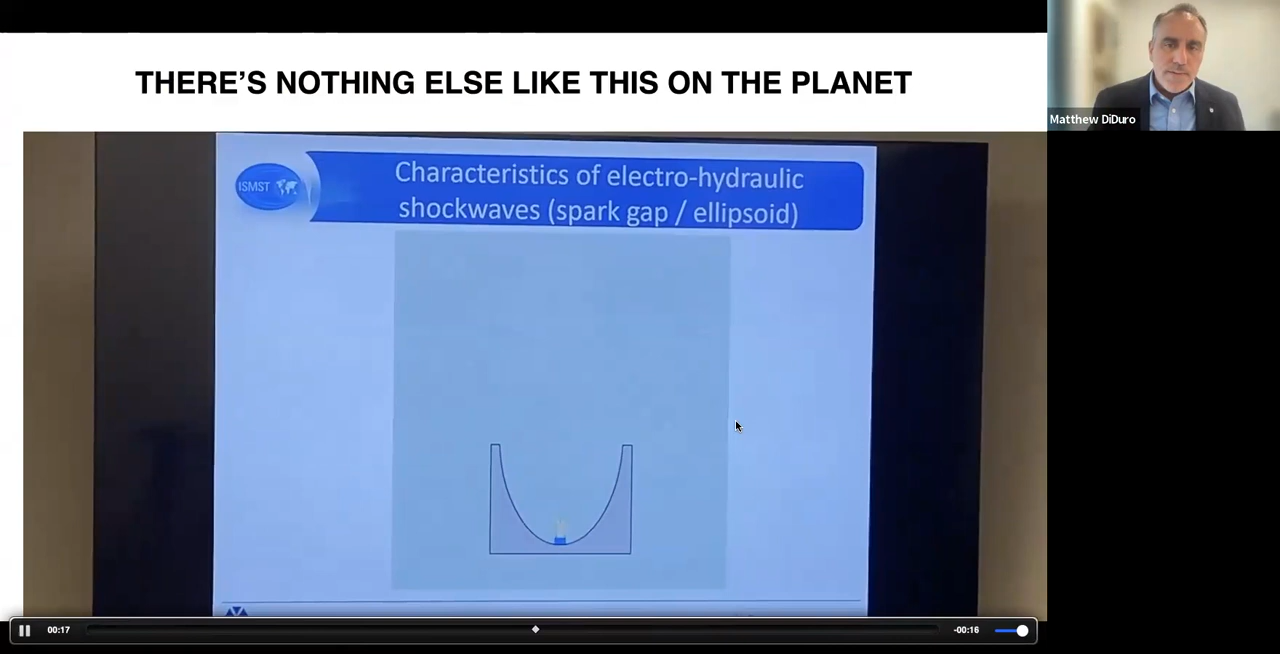 THERE'S NOTHING ELSE LIKE THIS ON THE PLANET
Matthew DiDuro
ISMST
Characteristics of electro-hydraulic
shockwaves (spark gap / ellipsoid)
00:17
-00:16